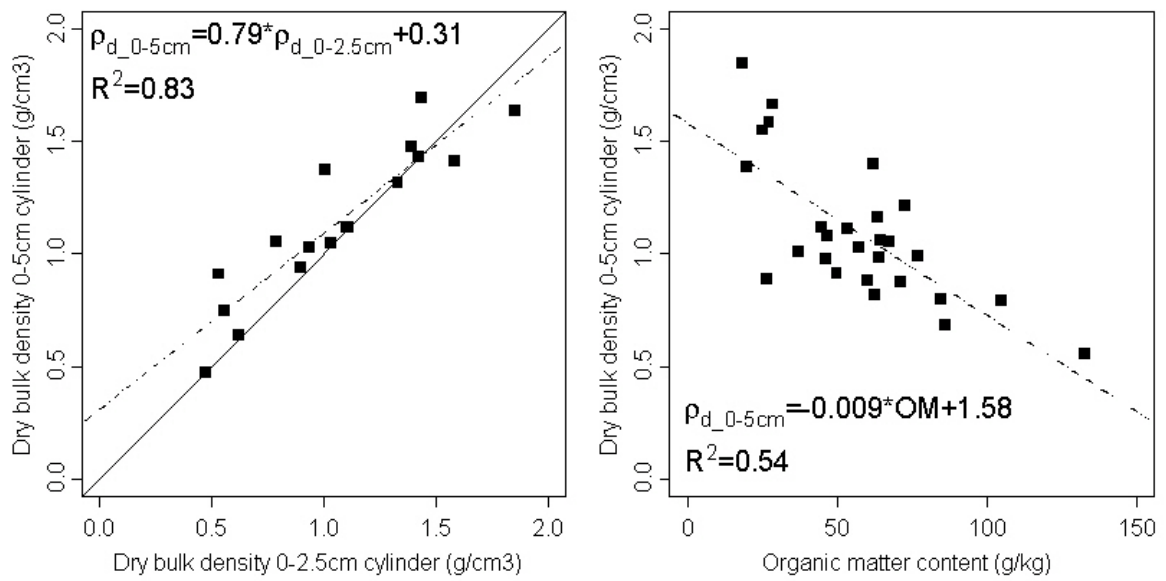 ρd_0-5cm=0.79*ρd_0-2.5cm+0.31
R²=0.83
Dry bulk density 0-5cm cylinder (g/cm3)
2.0
1.5
1.0
0.5
0.0
0.0 0.5 1.0 1.5 2.0
Dry bulk density 0-2.5cm cylinder (g/cm3)
Dry bulk density 0-5cm cylinder (g/cm3)
2.0
1.5
1.0
0.5
0.0
ρd_0-5cm=-0.009*OM+1.58
R²=0.54
0 50 100 150
Organic matter content (g/kg)